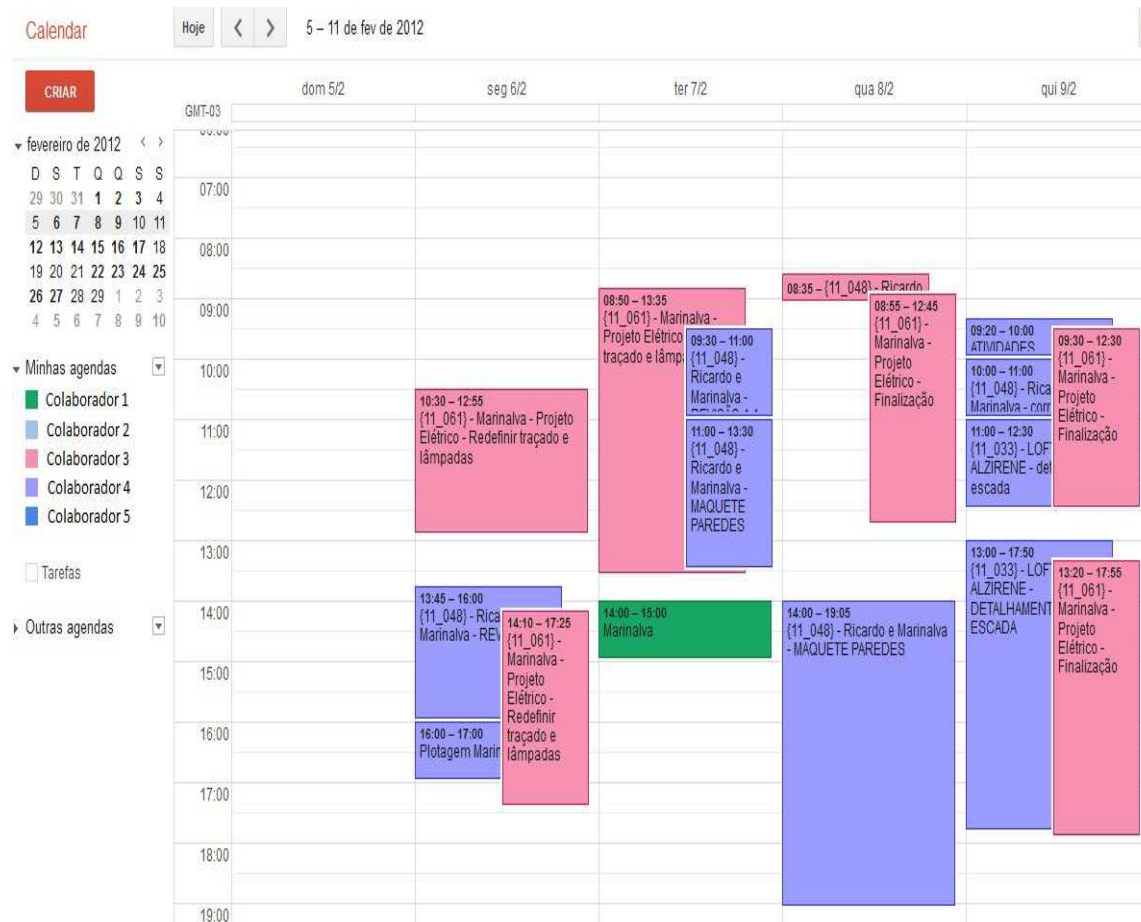 Calendar
Hoje
5 – 11 de fev de 2012
CRIAR
fevereiro de 2012
D S T Q Q S S
29 30 31 1 2 3 4
5 6 7 8 9 10 11
12 13 14 15 16 17 18
19 20 21 22 23 24 25
26 27 28 29 1 2 3
4 5 6 7 8 9 10
Minhas agendas
Colaborador 1
Colaborador 2
Colaborador 3
Colaborador 4
Colaborador 5
Tarefas
Outras agendas
dom 5/2
seg 6/2
ter 7/2
qua 8/2
qui 9/2
GMT-03
07:00
08:00
09:00
10:00
11:00
12:00
13:00
14:00
15:00
16:00
17:00
18:00
19:00
10:30 – 12:55
{11_061} - Marinalva - Projeto
Elétrico - Redefinir traçado e
lâmpadas
13:45 – 16:00
{11_048} - Rica
Marinalva - REV
14:10 – 17:25
{11_061} -
Marinalva -
Projeto
Elétrico -
Redefinir
traçado e
lâmpadas
16:00 – 17:00
Plotagem Marin
08:50 – 13:35
{11_061} - Marinalva -
Projeto Elétrico
traçado e lâmpa
09:30 – 11:00
{11_048} -
Ricardo e
Marinalva -
11:00 – 13:30
{11_048} -
Ricardo e
Marinalva -
MAQUETE
PAREDES
14:00 – 15:00
Marinalva
08:35 – {11_048} - Ricardo
08:55 – 12:45
{11_061} -
Marinalva -
Projeto
Elétrico -
Finalização
14:00 – 19:05
{11_048} - Ricardo e Marinalva
- MAQUETE PAREDES
09:20 – 10:00
ATIVIDADES
10:00 – 11:00
{11_048} - Rica
Marinalva - corr
11:00 – 12:30
{11_033} - LOF
ALZIRENE - det
escada
09:30 – 12:30
{11_061} -
Marinalva -
Projeto
Elétrico -
Finalização
13:00 – 17:50
{11_033} - LOF
ALZIRENE -
DETALHAMENT
ESCADA
13:20 – 17:55
{11_061} -
Marinalva -
Projeto
Elétrico -
Finalização